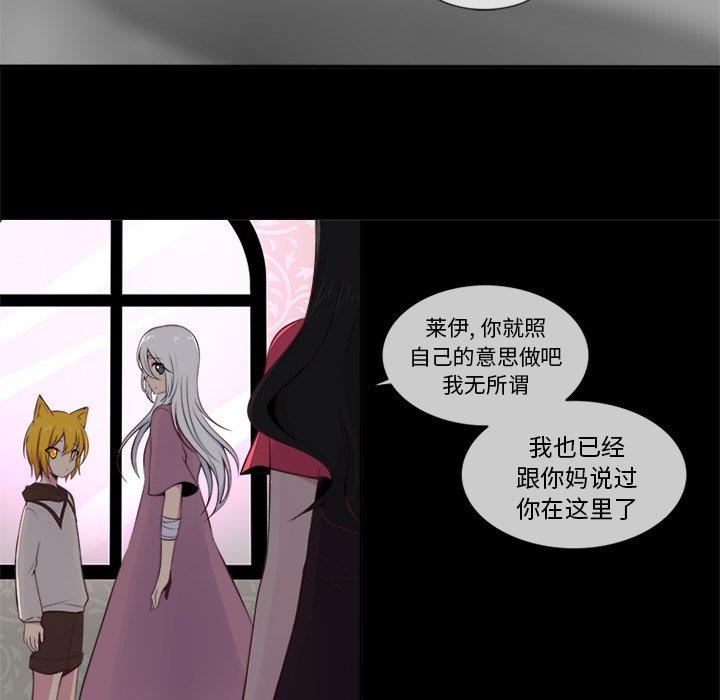 莱伊, 你就照
自己的意思做吧
我无所谓
我也已经
跟你妈说过
你在这里了